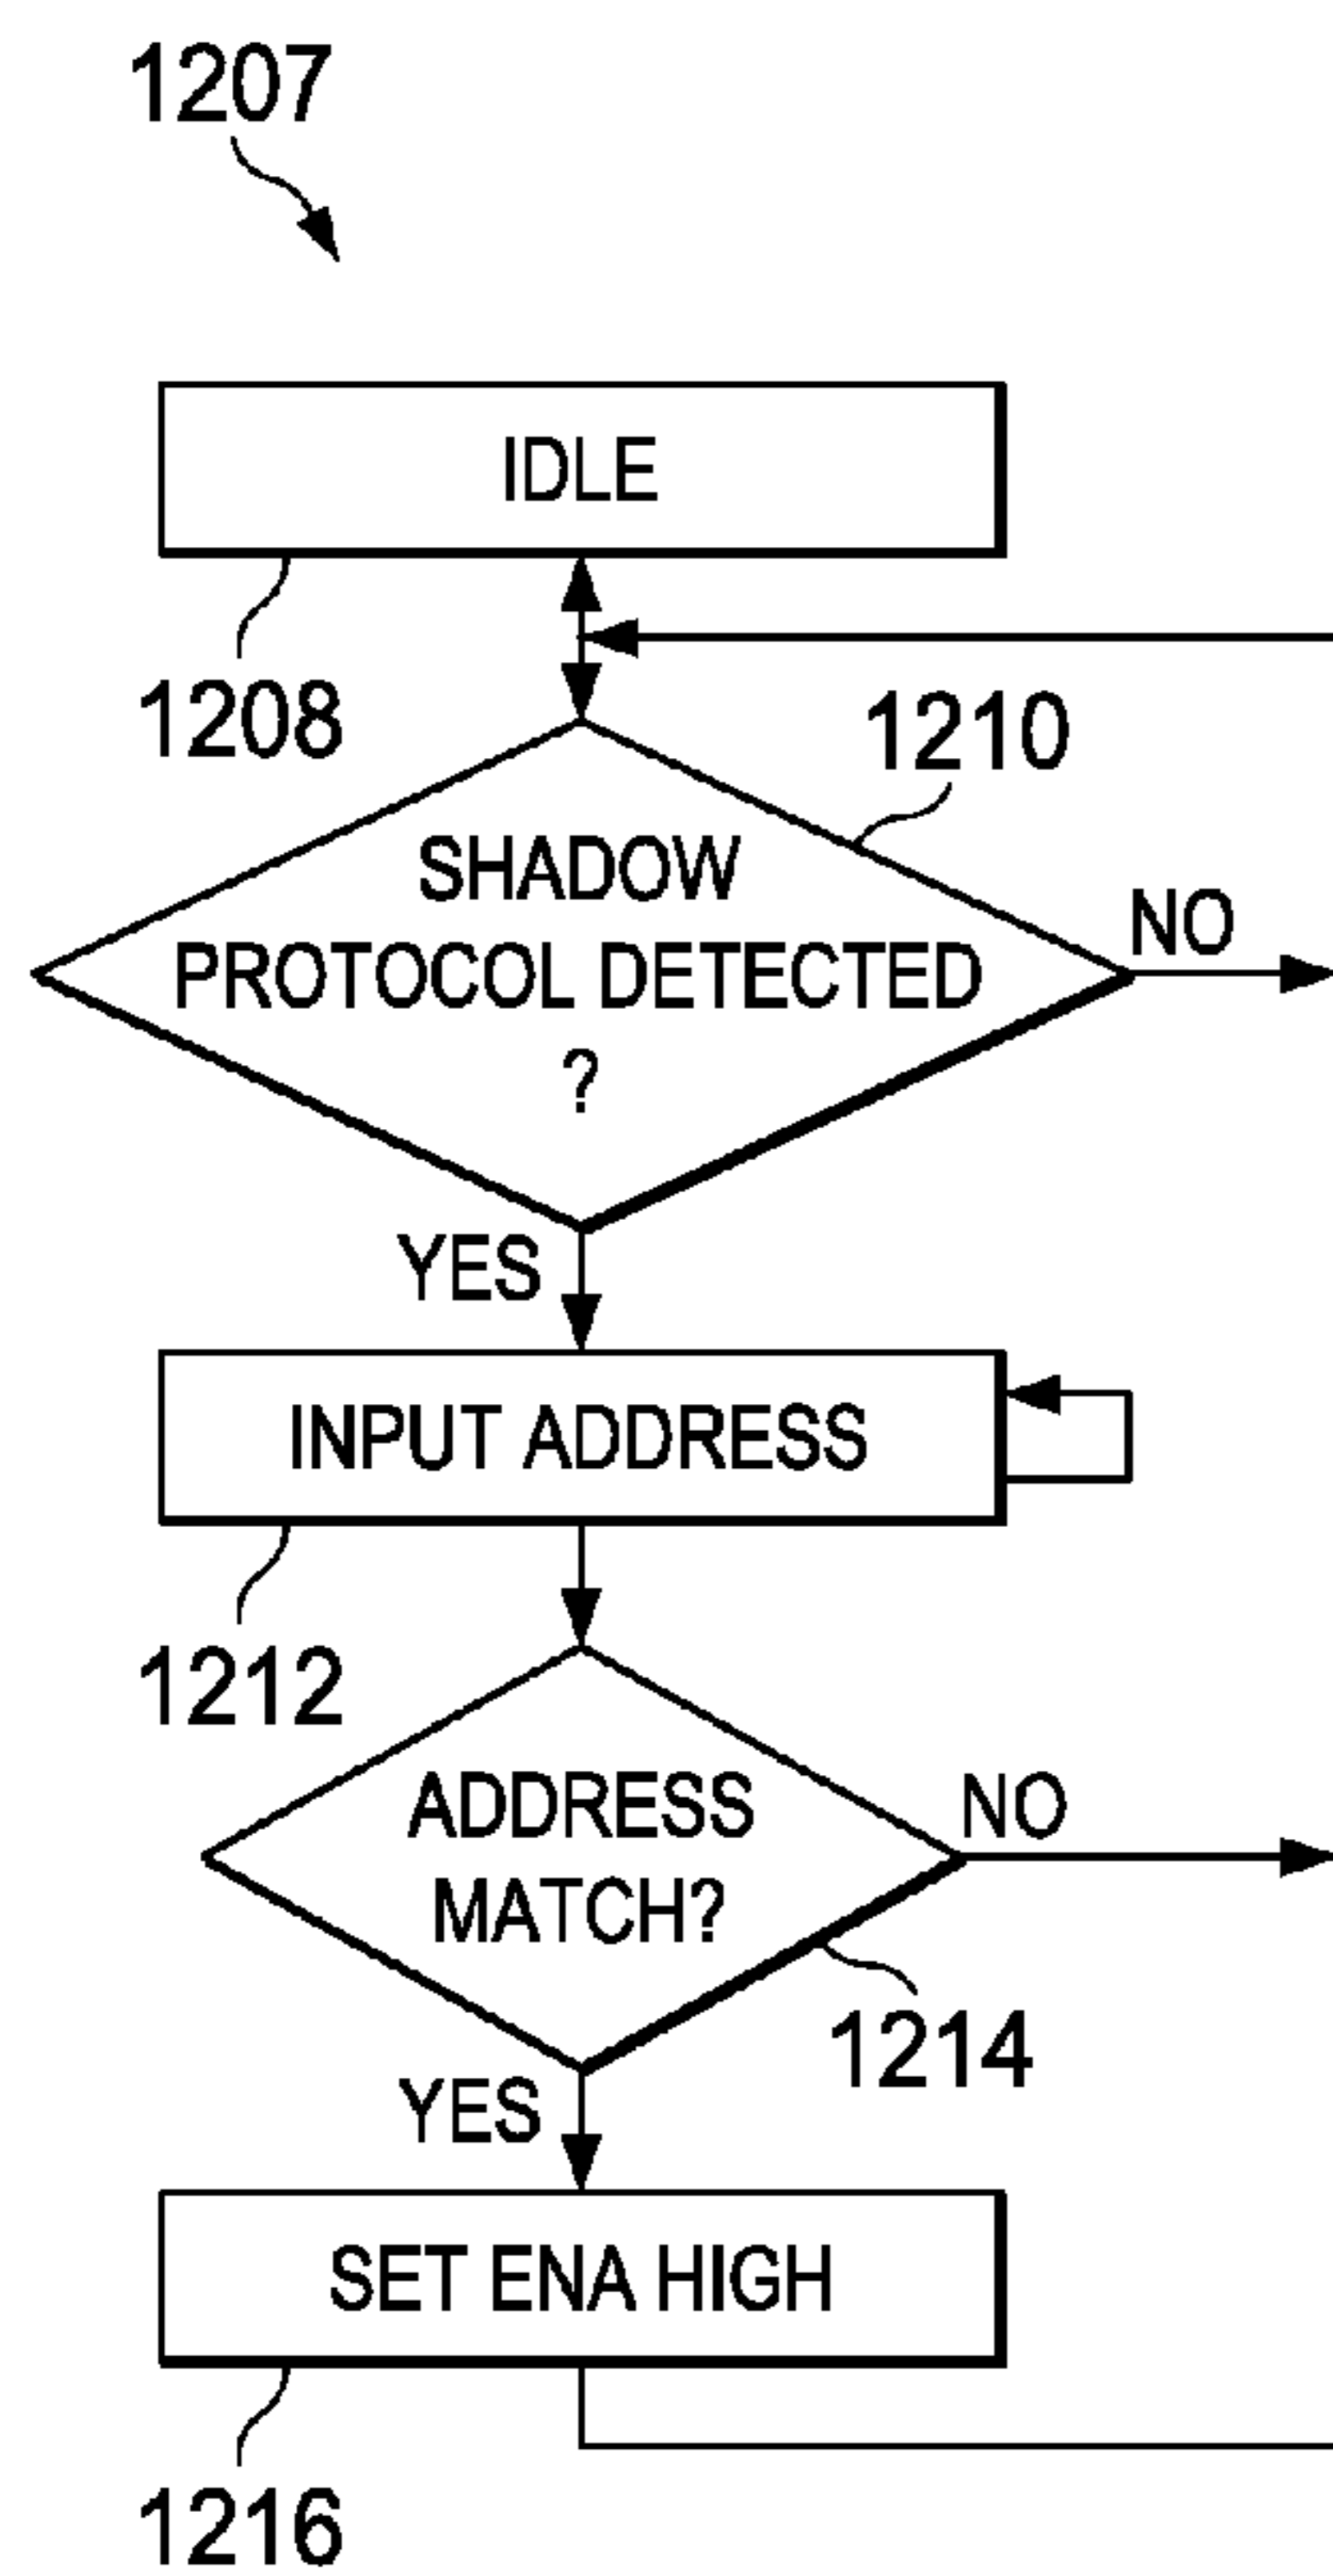 1207
IDLE
1208
1210
SHADOW
PROTOCOL DETECTED
?
NO
YES
INPUT ADDRESS
1212
ADDRESS
MATCH?
NO
1214
YES
SET ENA HIGH
1216